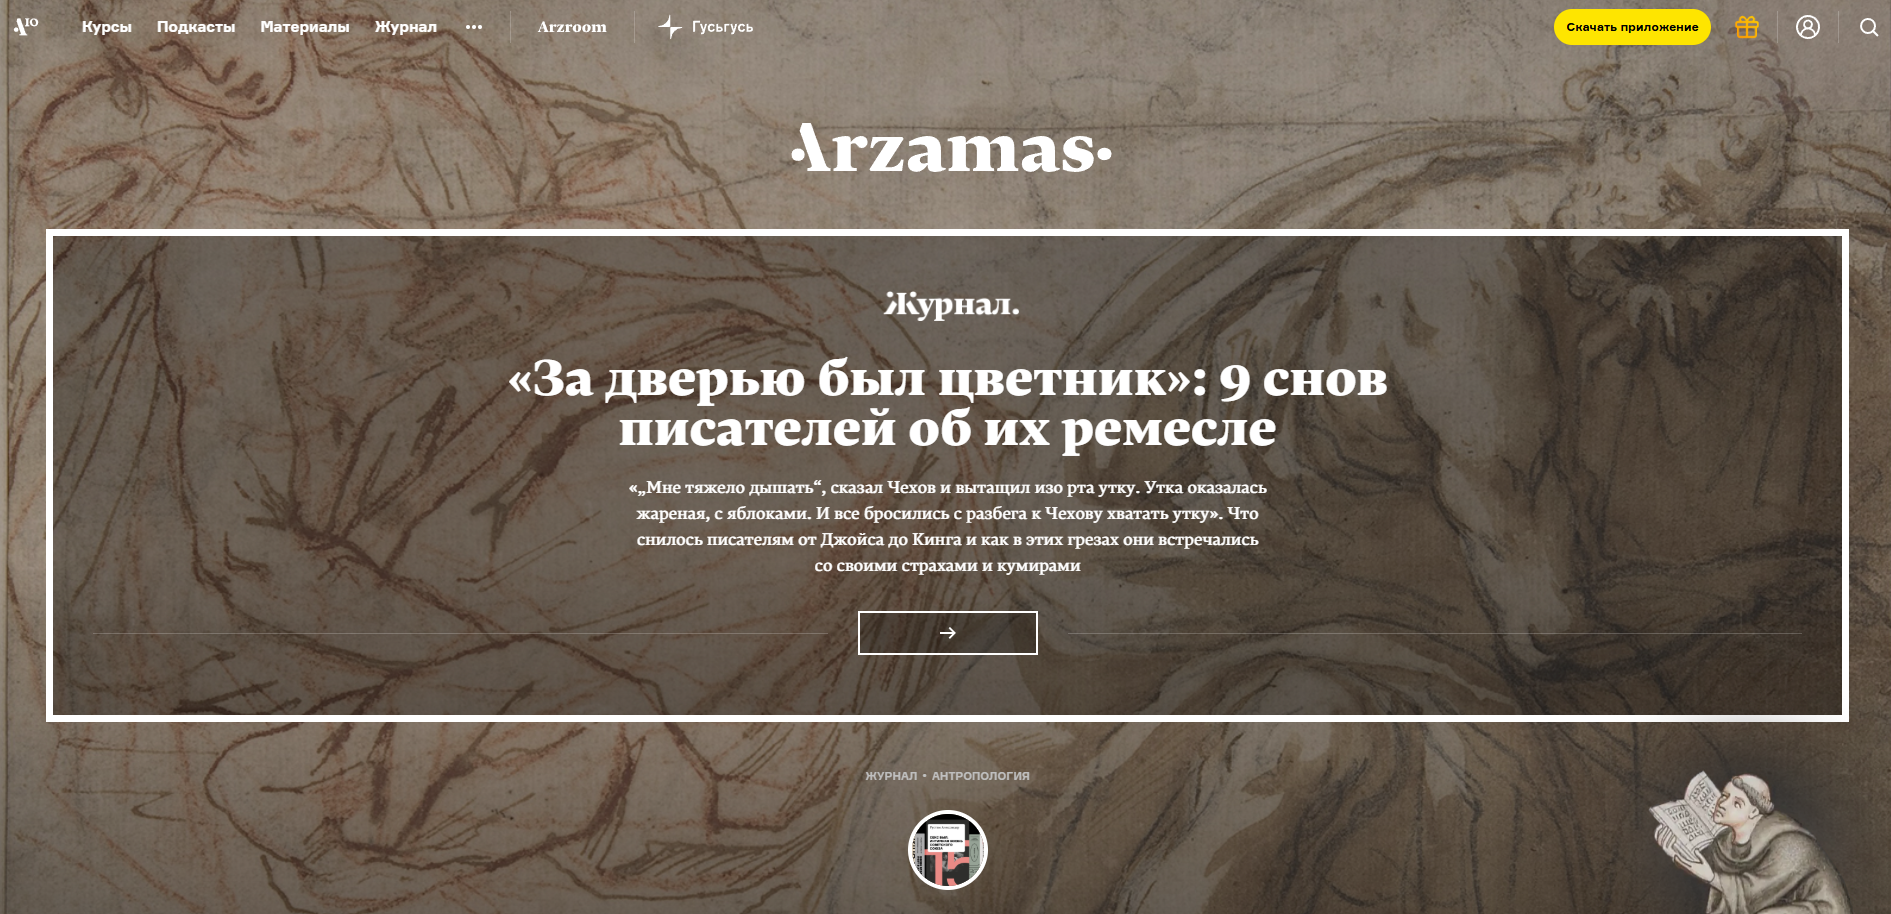 Курсы Подкасты Материалы Журнал ••• Arzroom Гусьгусь Скачать приложение
Arzamas
Журнал.
«За дверью был цветник»: 9 снов
писателей об их ремесле
«„Мне тяжело дышать“, сказал Чехов и вытащил изо рта утку. Утка оказалась
жареная, с яблоками. И все бросились с разбега к Чехову хватать утку». Что
снилось писателям от Джойса до Кинга и как в этих грезах они встречались
со своими страхами и кумирами
ЖУРНАЛ • АНТРОПОЛОГИЯ